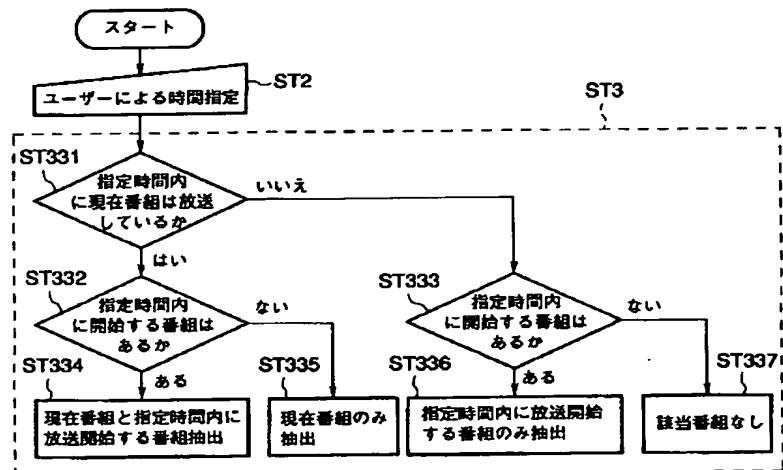 スタート
ST2
ユーザーによる時間指定
ST3
ST331
指定時間内
に現在番組は放送
しているか
いいえ
はい
ST332
指定時間内
に開始する番組は
あるか
ない
ある
ST333
指定時間内
に開始する番組は
あるか
ない
ある
ST334
現在番組と指定時間内に
放送開始する番組抽出
ST335
現在番組のみ
抽出
ST336
指定時間内に放送開始
する番組のみ抽出
ST337
該当番組なし